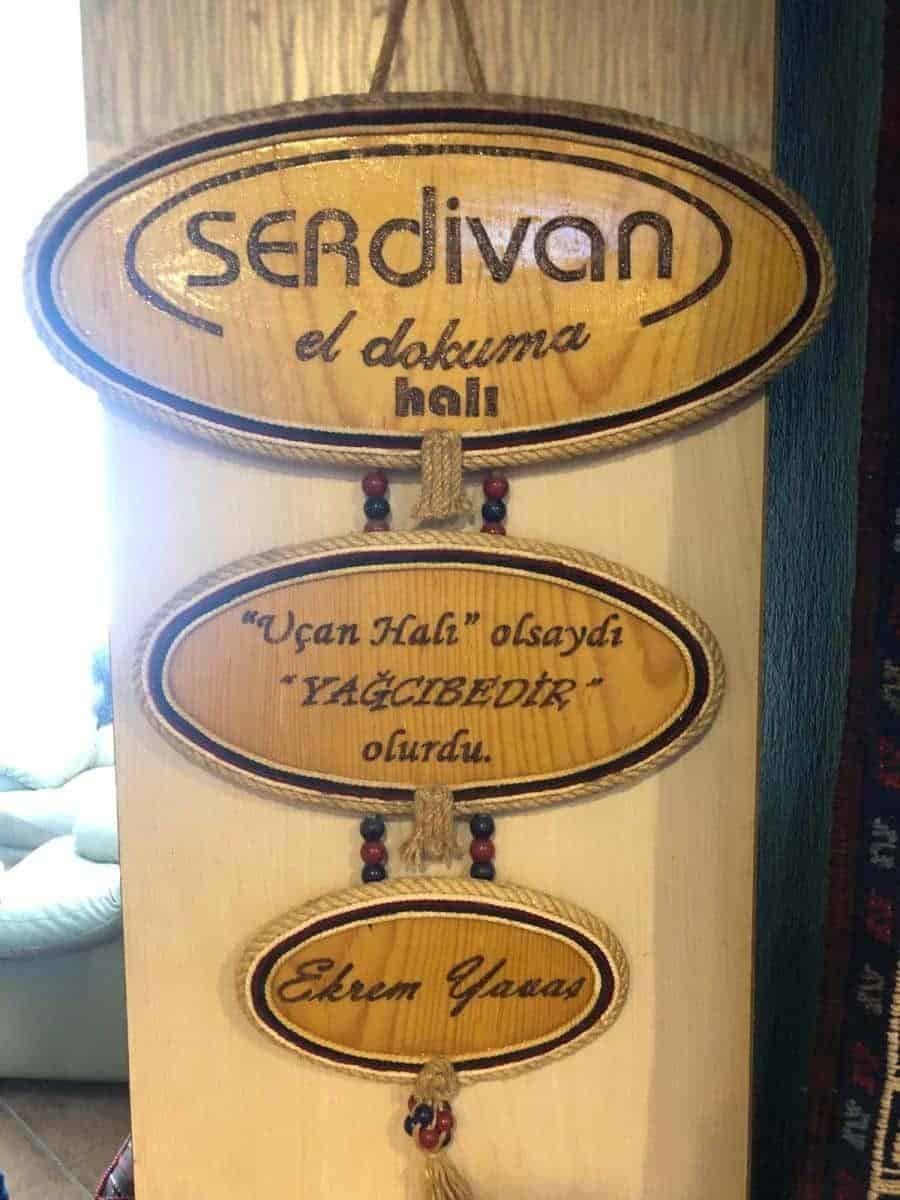 SERdivan
el dokuma
halı
“Uçan Halı” olsaydı
“YAĞCIBEDİR”
olurdu.
Ekrem Yavaş